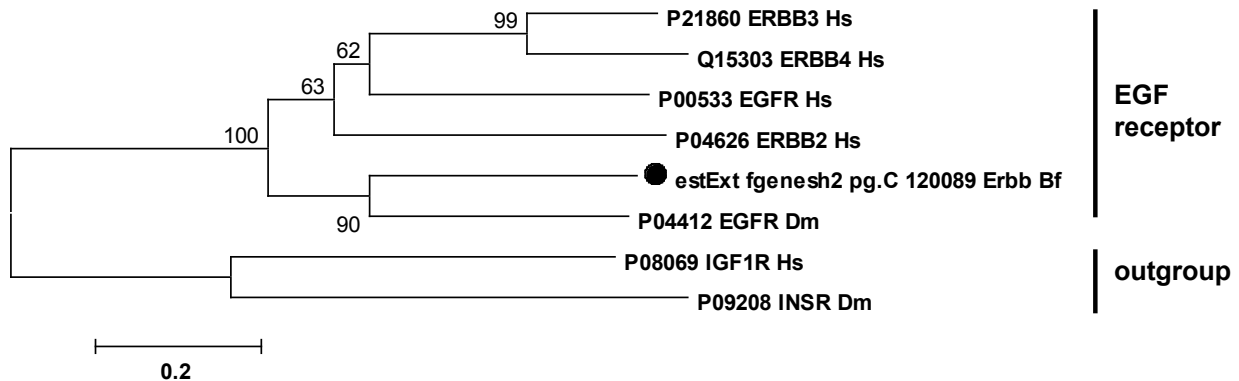 99
P21860 ERBB3 Hs
Q15303 ERBB4 Hs
62
P00533 EGFR Hs
63
P04626 ERBB2 Hs
100
estExt fgenesh2 pg.C 120089 Erbb Bf
P04412 EGFR Dm
90
EGF
receptor
P08069 IGF1R Hs
P09208 INSR Dm
outgroup
0.2